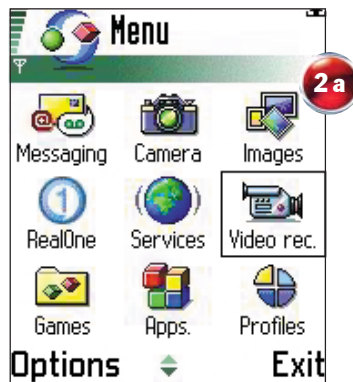 Menu
2a
Messaging Camera Images
RealOne Services Video rec.
Games Apps. Profiles
Options Exit